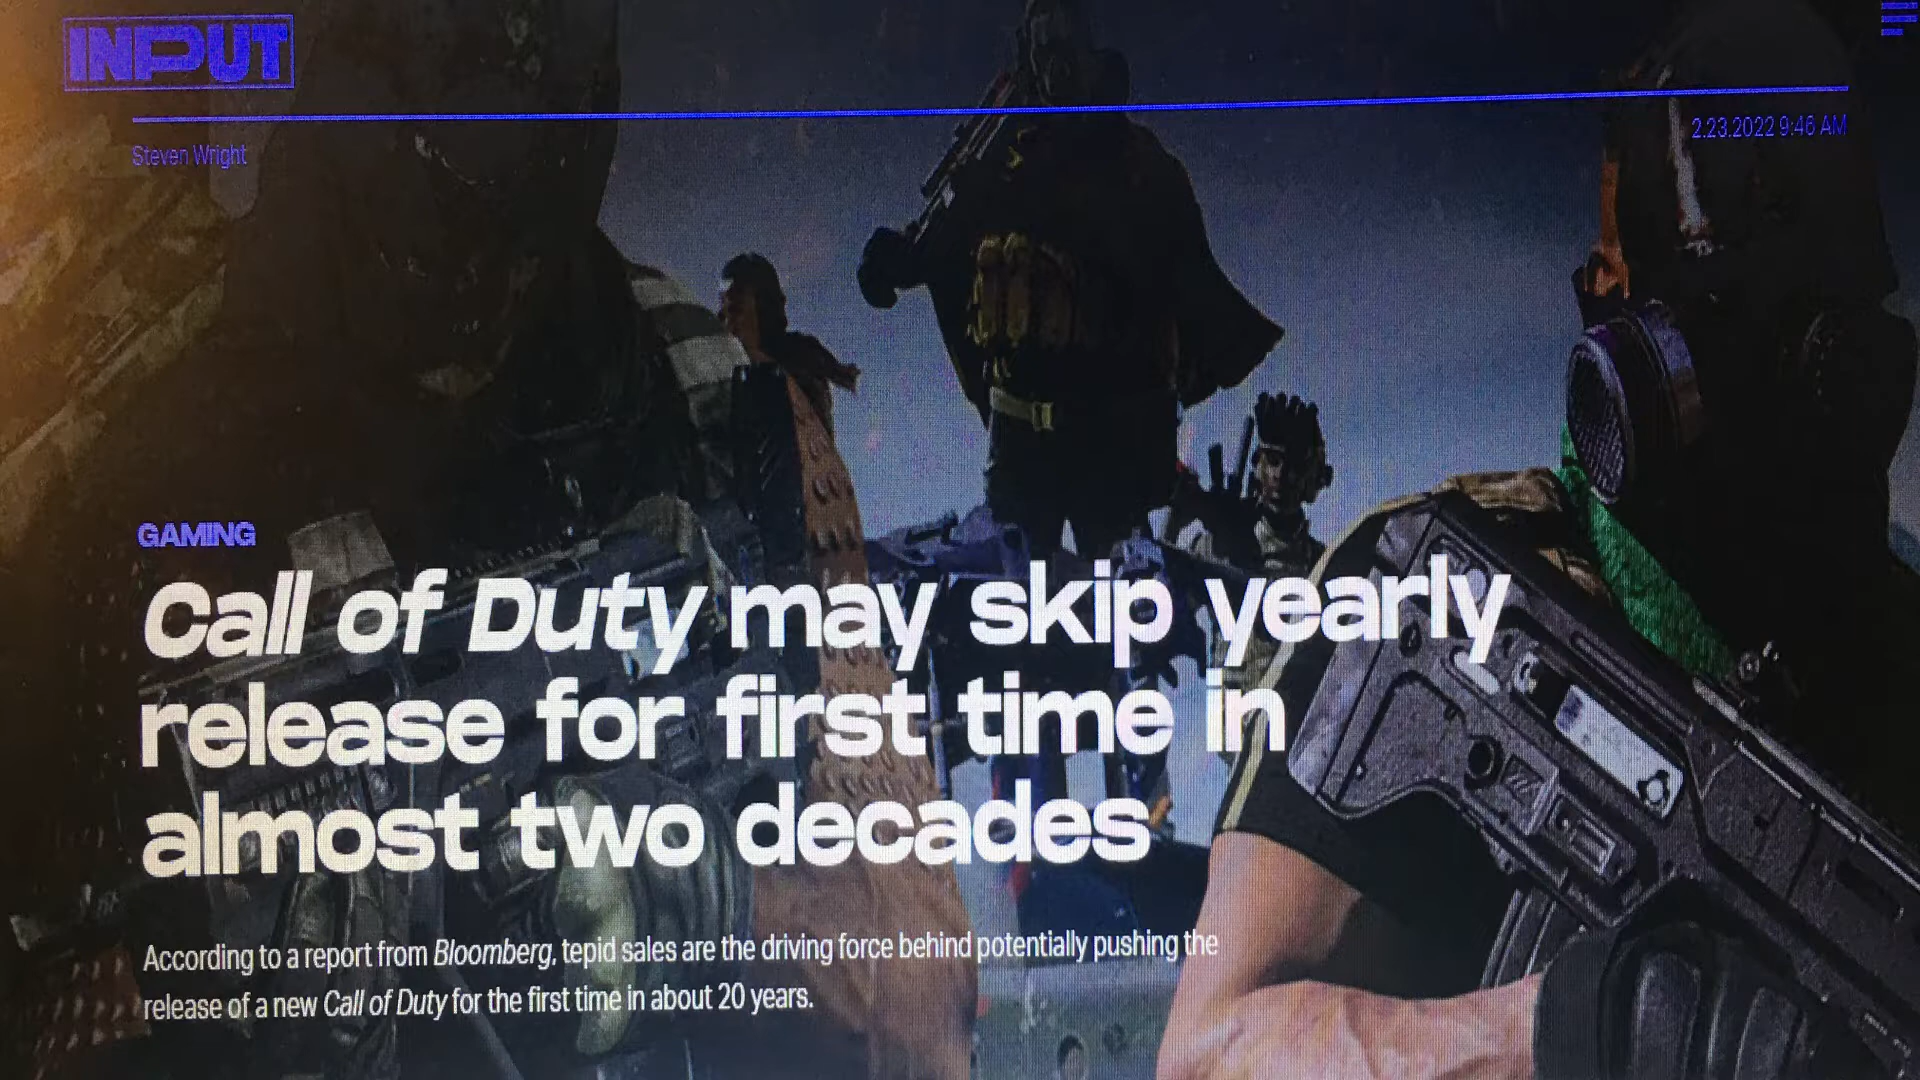 INPUT
Steven Wright
2.23.2022 9:46 AM
GAMING
Call of Duty may skip yearly
release for first time in
almost two decades
According to a report from Bloomberg, tepid sales are the driving force behind potentially pushing the
release of a new Call of Duty for the first time in about 20 years.